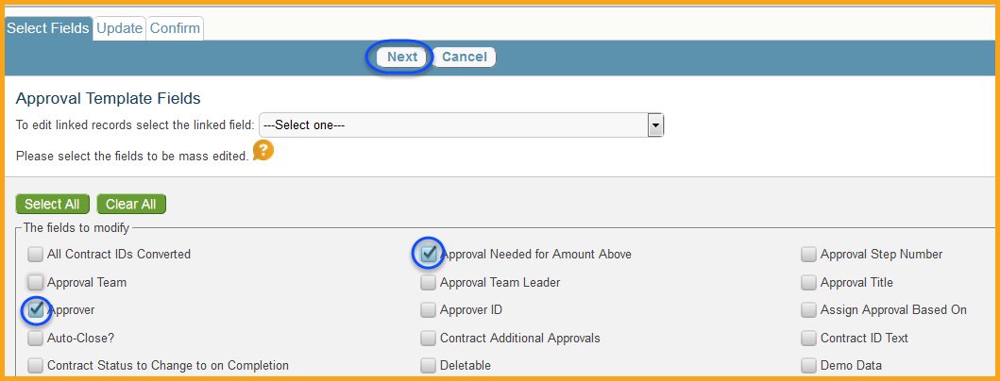 Select Fields Update Confirm
Next Cancel
Approval Template Fields
To edit linked records select the linked field: ---Select one---
Please select the fields to be mass edited. ?
Select All Clear All
The fields to modify
All Contract IDs Converted Approval Needed for Amount Above Approval Step Number
Approval Team Approval Team Leader Approval Title
Approver Approver ID Assign Approval Based On
Auto-Close? Contract Additional Approvals Contract ID Text
Contract Status to Change to on Completion Deletable Demo Data